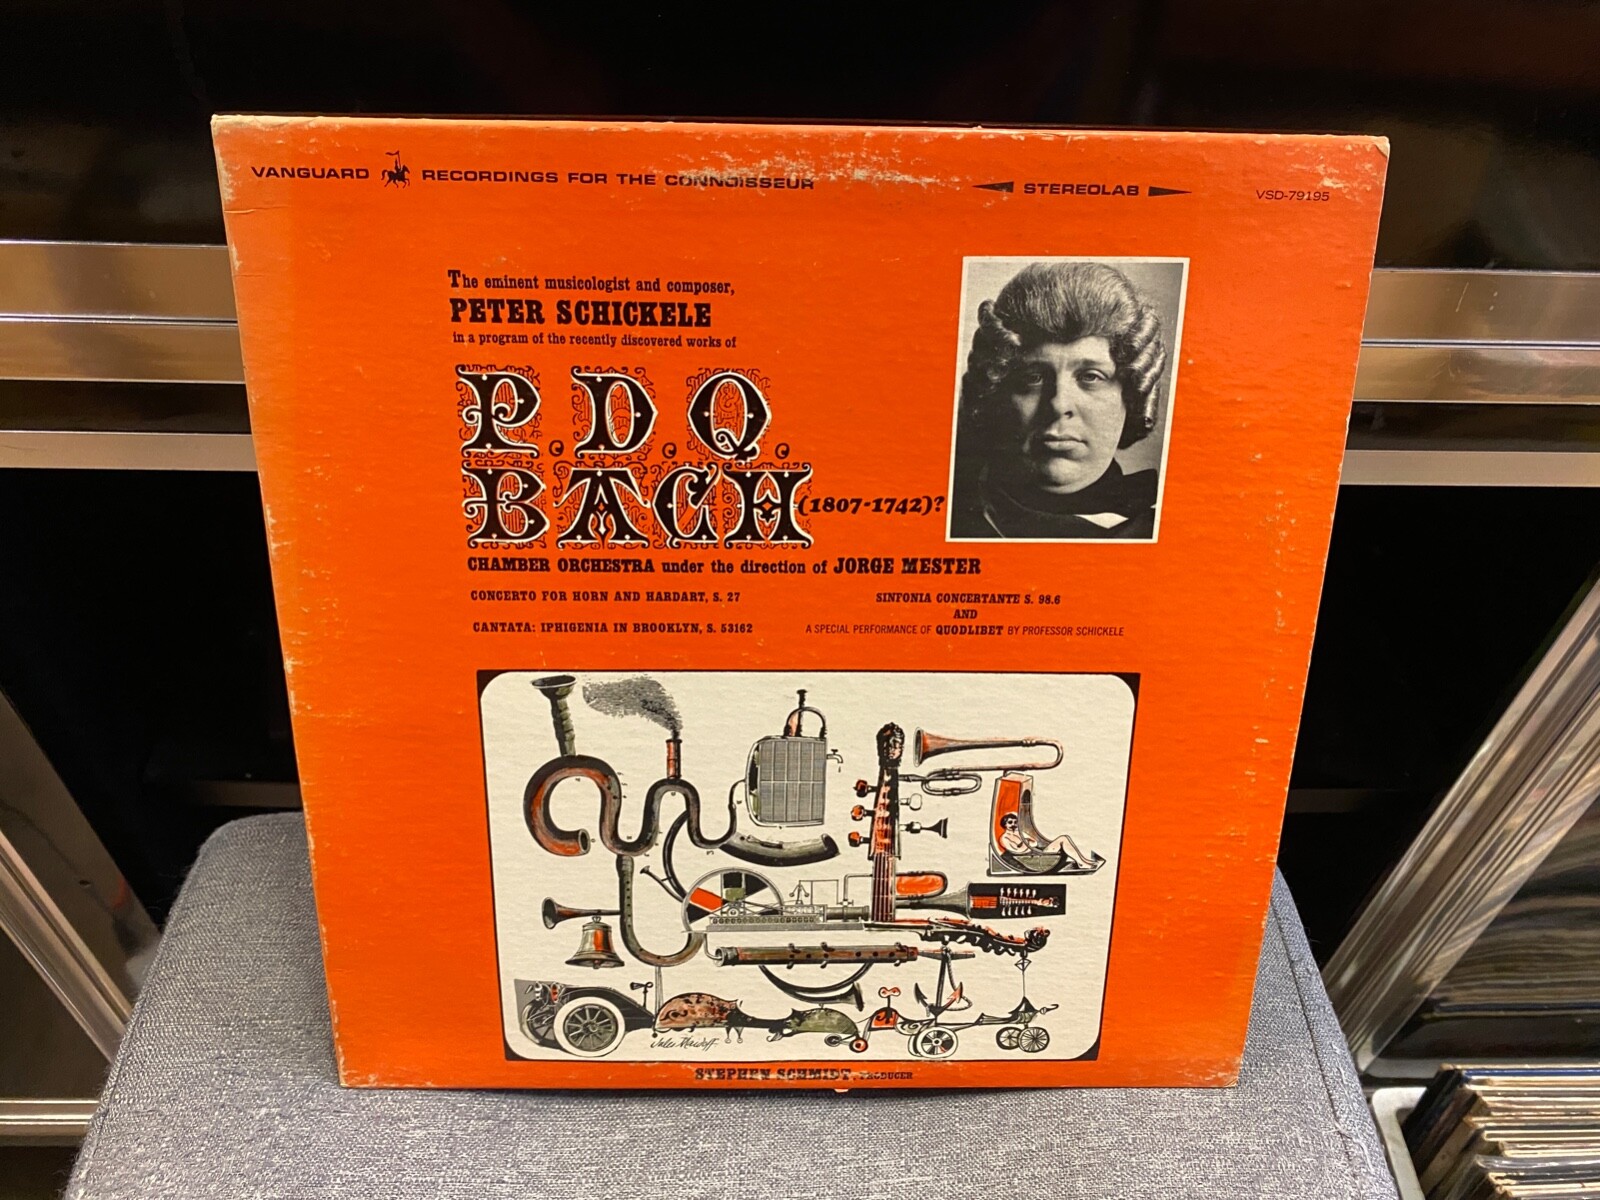 VANGUARD RECORDINGS FOR THE CONNOISSEUR STEREOLAB VSD-79195
The eminent musicologist and composer,
PETER SCHICKELE
in a program of the recently discovered works of
P.D.Q.
BACH (1807-1742)?
CHAMBER ORCHESTRA under the direction of JORGE MESTER
CONCERTO FOR HORN AND HARDART, S. 27
CANTATA: IPHIGENIA IN BROOKLYN, S. 53162
SINFONIA CONCERTANTE S. 98.6
AND
A SPECIAL PERFORMANCE OF QUODLIBET BY PROFESSOR SCHICKELE
STEPHEN SCHMIDT, PRODUCER